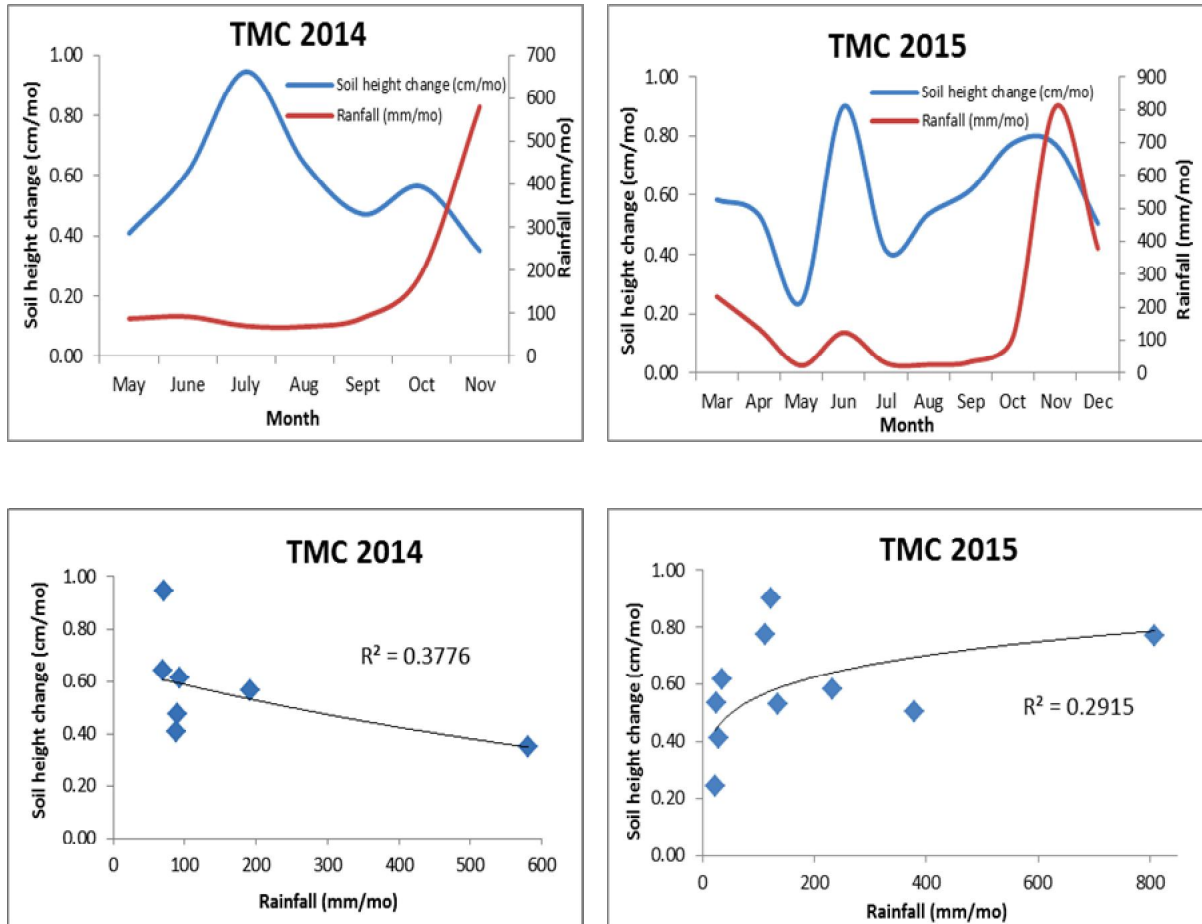 TMC 2014
Soil height change (cm/mo)
Ranfall (mm/mo)
Soil height change (cm/mo)
1.00
0.80
0.60
0.40
0.20
0.00
700
600
500
400
300
200
100
0
Rainfall (mm/mo)
May June July Aug Sept Oct Nov
Month
TMC 2015
Soil height change (cm/mo)
Ranfall (mm/mo)
Soil height change (cm/mo)
1.00
0.80
0.60
0.40
0.20
0.00
900
800
700
600
500
400
300
200
100
0
Rainfall (mm/mo)
Mar Apr May Jun Jul Aug Sep Oct Nov Dec
Month
TMC 2014
Soil height change (cm/mo)
1.00
0.80
0.60
0.40
0.20
0.00
R² = 0.3776
0 100 200 300 400 500 600
Rainfall (mm/mo)
TMC 2015
Soil height change (cm/mo)
1.00
0.80
0.60
0.40
0.20
0.00
R² = 0.2915
0 200 400 600 800
Rainfall (mm/mo)